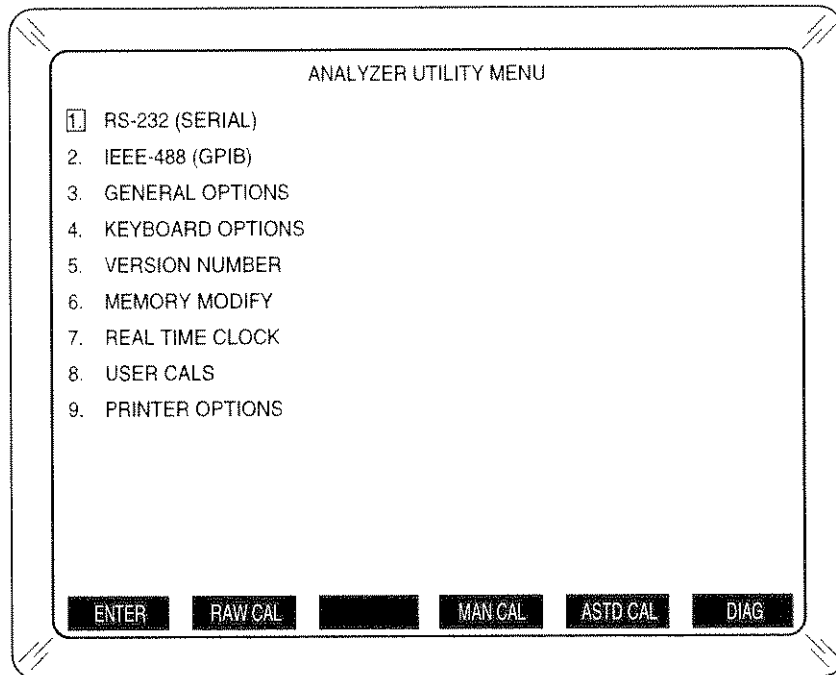 ANALYZER UTILITY MENU
1. RS-232 (SERIAL)
2. IEEE-488 (GPIB)
3. GENERAL OPTIONS
4. KEYBOARD OPTIONS
5. VERSION NUMBER
6. MEMORY MODIFY
7. REAL TIME CLOCK
8. USER CALS
9. PRINTER OPTIONS
ENTER RAW CAL MAN CAL ASTD CAL DIAG